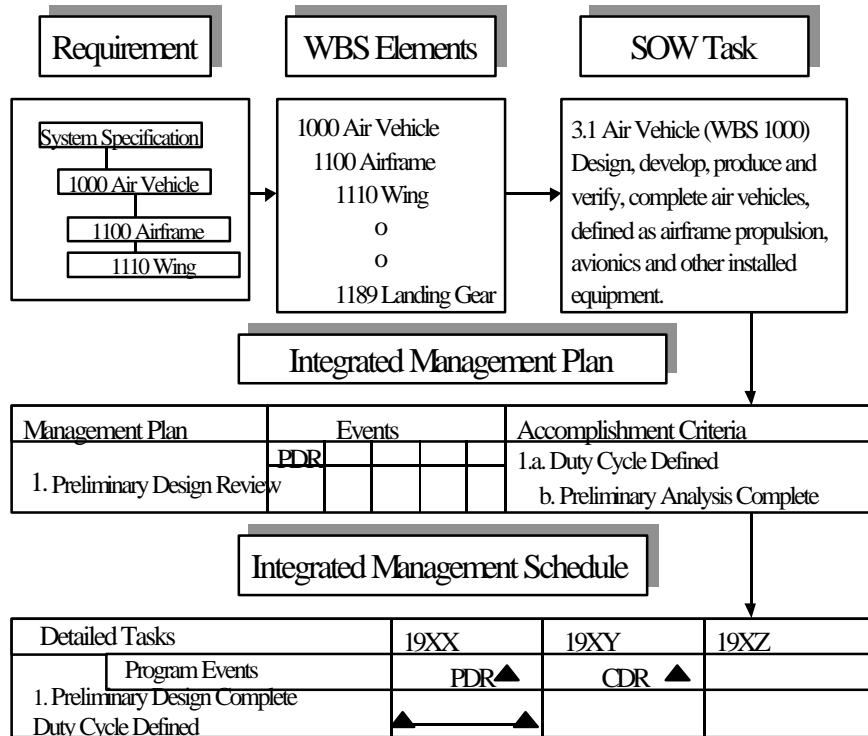 Requirement
WBS Elements
SOW Task
System Specification
1000 Air Vehicle
1100 Airframe
1110 Wing
1000 Air Vehicle
1100 Airframe
1110 Wing
o
o
1189 Landing Gear
3.1 Air Vehicle (WBS 1000)
Design, develop, produce and
verify, complete air vehicles,
defined as airframe propulsion,
avionics and other installed
equipment.
Integrated Management Plan
Management Plan
Events
Accomplishment Criteria
PDR
1. Preliminary Design Review
1.a. Duty Cycle Defined
b. Preliminary Analysis Complete
Integrated Management Schedule
Detailed Tasks
19XX
19XY
19XZ
Program Events
PDR
CDR
1. Preliminary Design Complete
Duty Cycle Defined